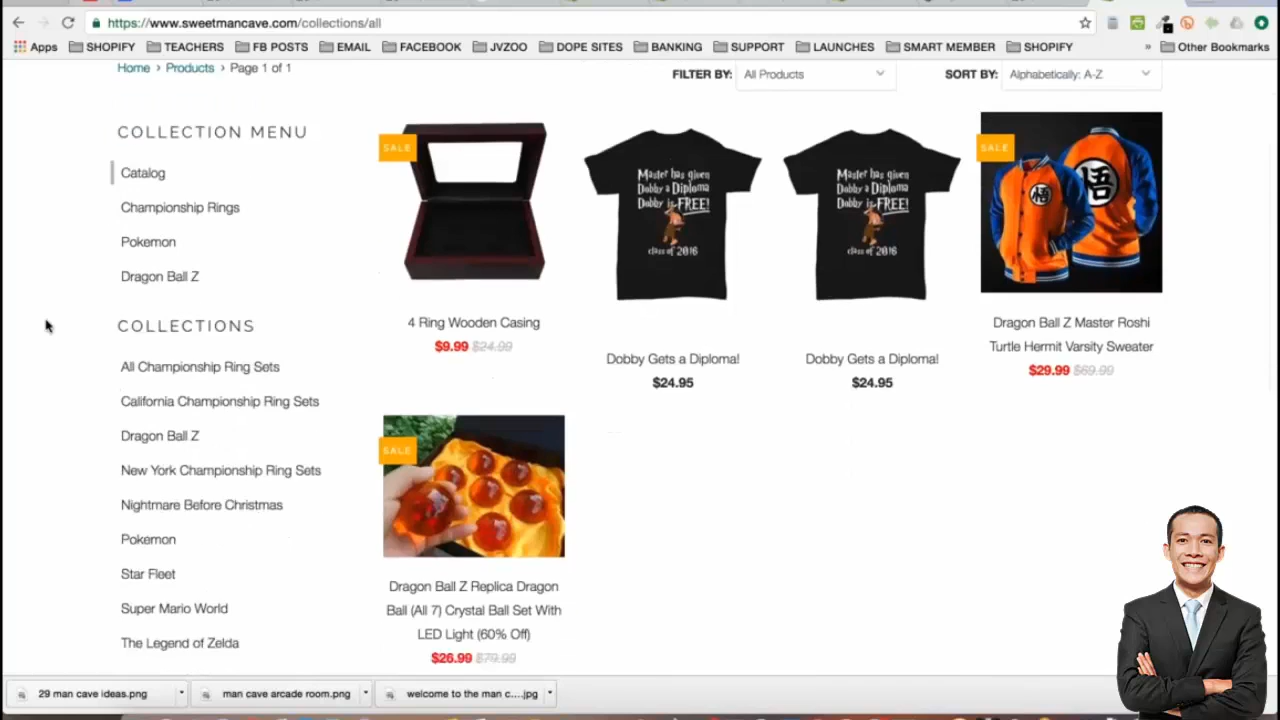 https://www.sweetmancave.com/collections/all
Apps SHOPIFY TEACHERS FB POSTS EMAIL FACEBOOK JVZOO DOPE SITES BANKING SUPPORT LAUNCHES SMART MEMBER SHOPIFY » Other Bookmarks
Home › Products › Page 1 of 1
FILTER BY: All Products
SORT BY: Alphabetically: A-Z
COLLECTION MENU
Catalog
Championship Rings
Pokemon
Dragon Ball Z
COLLECTIONS
All Championship Ring Sets
California Championship Ring Sets
Dragon Ball Z
New York Championship Ring Sets
Nightmare Before Christmas
Pokemon
Star Fleet
Super Mario World
The Legend of Zelda
SALE
4 Ring Wooden Casing
$9.99 $24.99
Master has given
Dobby a Diploma
Dobby is FREE!
class of 2016
Dobby Gets a Diploma!
$24.95
Master has given
Dobby a Diploma
Dobby is FREE!
class of 2016
Dobby Gets a Diploma!
$24.95
SALE
悟
悟
Dragon Ball Z Master Roshi
Turtle Hermit Varsity Sweater
$29.99 $69.99
SALE
Dragon Ball Z Replica Dragon
Ball (All 7) Crystal Ball Set With
LED Light (60% Off)
$26.99 $79.99
29 man cave ideas.png
man cave arcade room.png
welcome to the man c....jpg